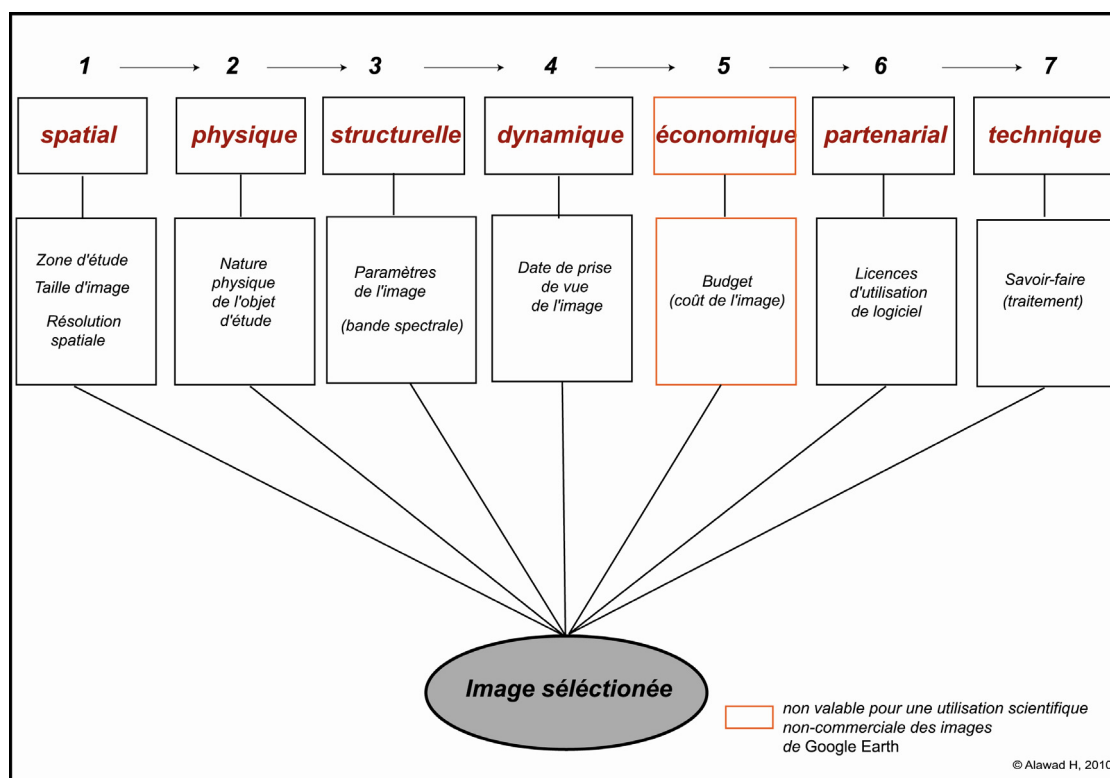 1 2 3 4 5 6 7
spatial
physique
structurelle
dynamique
économique
partenarial
technique
Zone d'étude
Taille d'image
Résolution
spatiale
Nature
physique
de l'objet
d'étude
Paramètres
de l'image
(bande spectrale)
Date de prise
de vue
de l'image
Budget
(coût de l'image)
Licences
d'utilisation
de logiciel
Savoir-faire
(traitement)
Image séléctionée
non valable pour une utilisation scientifique
non-commerciale des images
de Google Earth
© Alawad H, 2010